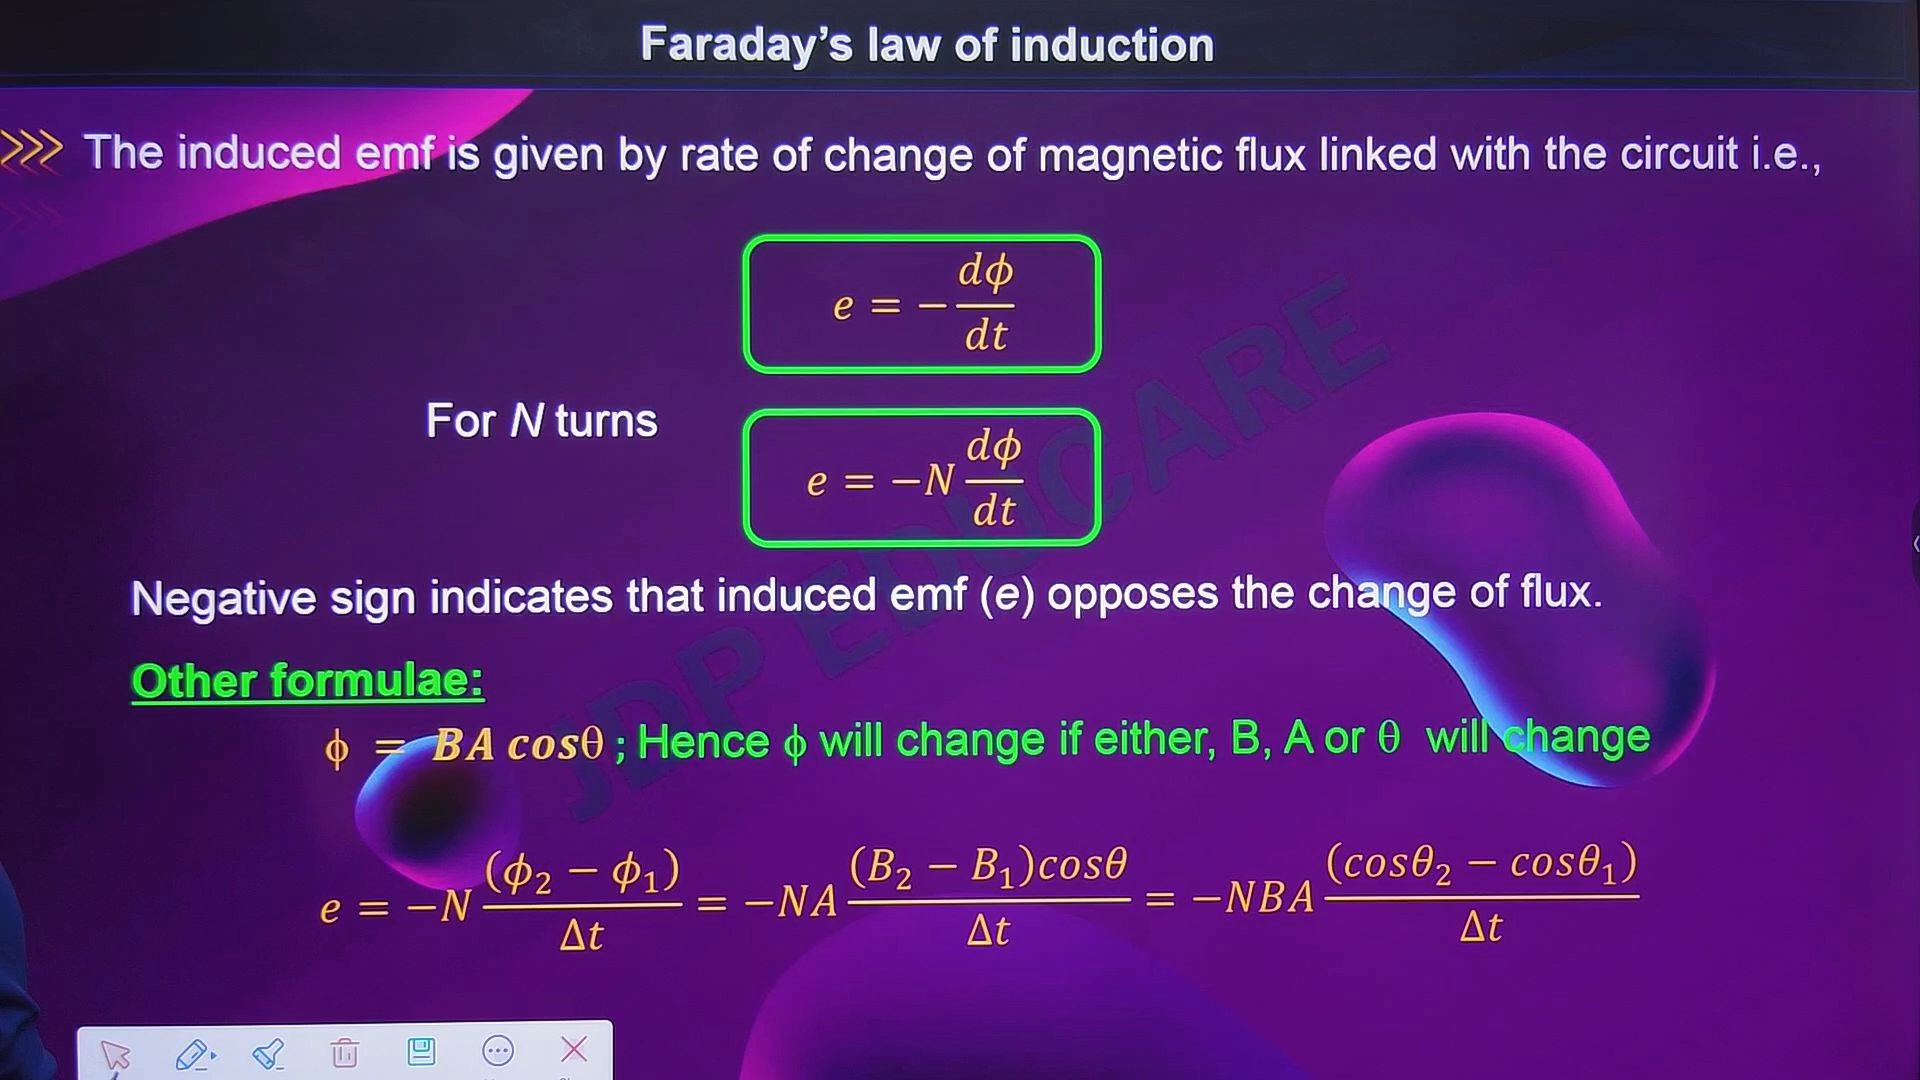 Faraday’s law of induction
>>> The induced emf is given by rate of change of magnetic flux linked with the circuit i.e.,
e = −dϕ/dt
For N turns
e = −N dϕ/dt
Negative sign indicates that induced emf (e) opposes the change of flux.
Other formulae:
ϕ = BA cosθ ; Hence ϕ will change if either, B, A or θ will change
e = −N (ϕ₂ − ϕ₁)/Δt = −NA (B₂ − B₁)cosθ/Δt = −NBA (cosθ₂ − cosθ₁)/Δt
JDP EDUCARE